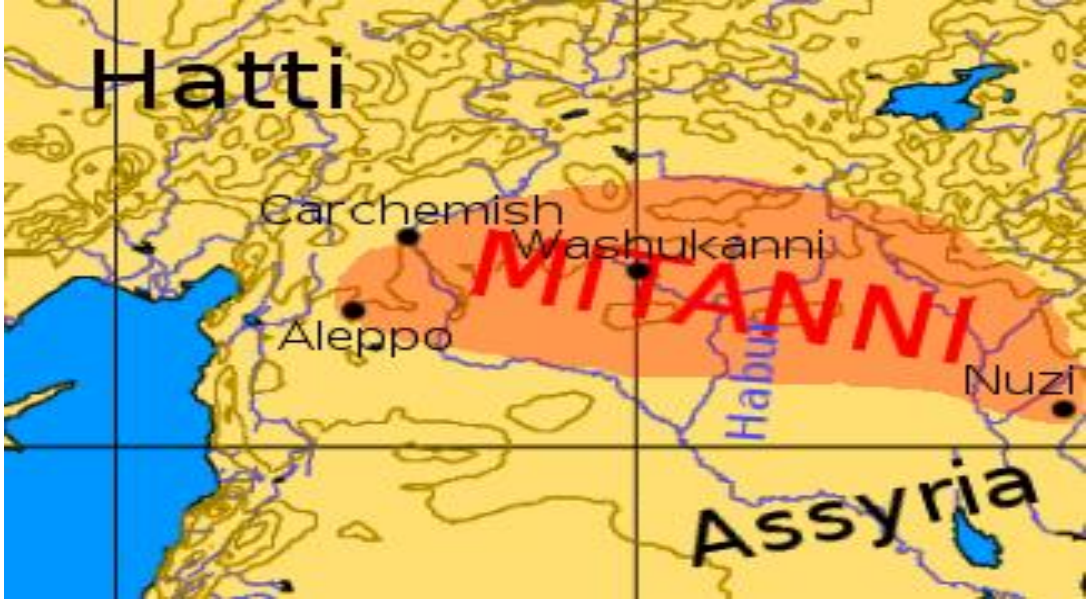 Hatti
Carchemish
Washukanni
MITANNI
Aleppo
Habur
Nuzi
Assyria